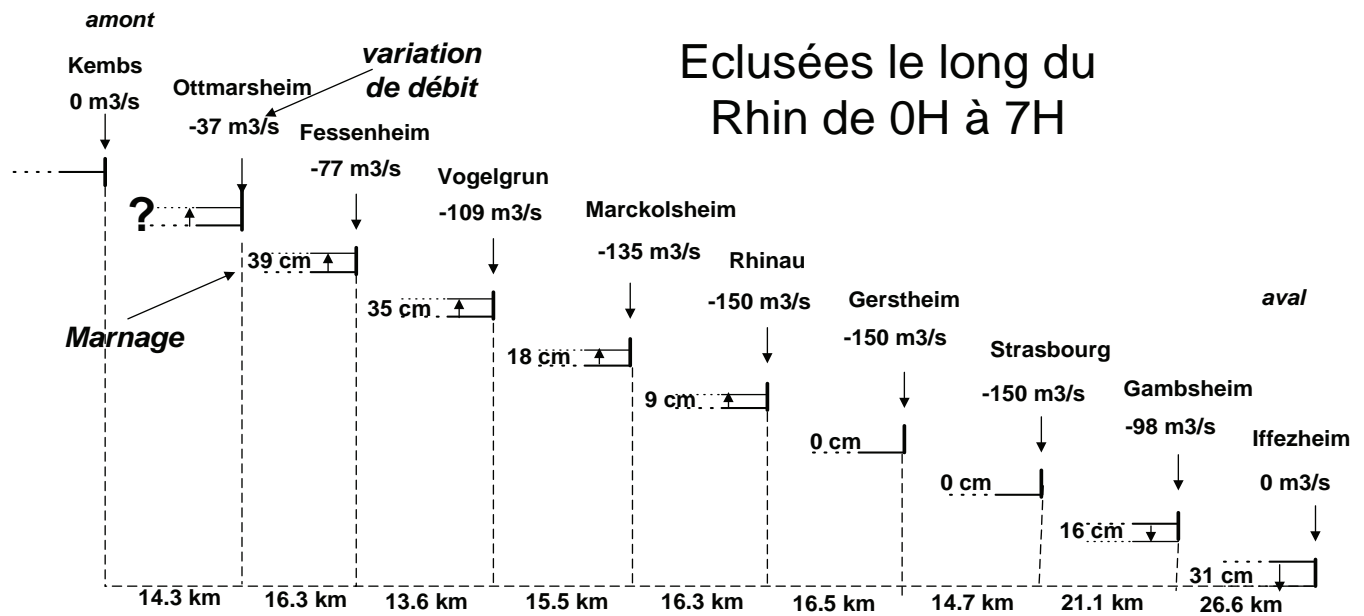 amont
Eclusées le long du
Rhin de 0H à 7H
variation
de débit
Kembs
0 m3/s
Ottmarsheim
-37 m3/s
Fessenheim
-77 m3/s
Vogelgrun
-109 m3/s
Marckolsheim
-135 m3/s
Rhinau
-150 m3/s
Gerstheim
-150 m3/s
aval
Strasbourg
-150 m3/s
Gambsheim
-98 m3/s
Iffezheim
0 m3/s
?
39 cm
Marnage
35 cm
18 cm
9 cm
0 cm
0 cm
16 cm
31 cm
14.3 km
16.3 km
13.6 km
15.5 km
16.3 km
16.5 km
14.7 km
21.1 km
26.6 km